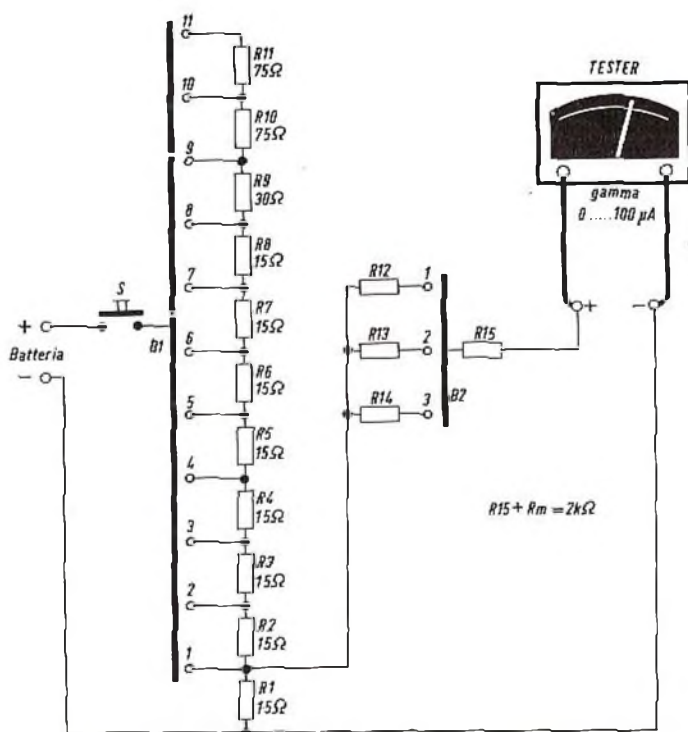 11
R11
75Ω
10
R10
75Ω
9
R9
30Ω
8
R8
15Ω
7
R7
15Ω
6
R6
15Ω
5
R5
15Ω
4
R4
15Ω
3
R3
15Ω
2
R2
15Ω
1
R1
15Ω
S
+
Batteria
−
B1
R12
1
R13
2
R14
3
B2
R15
TESTER
gamma
0.....100 µA
+
−
R15 + Rm = 2kΩ